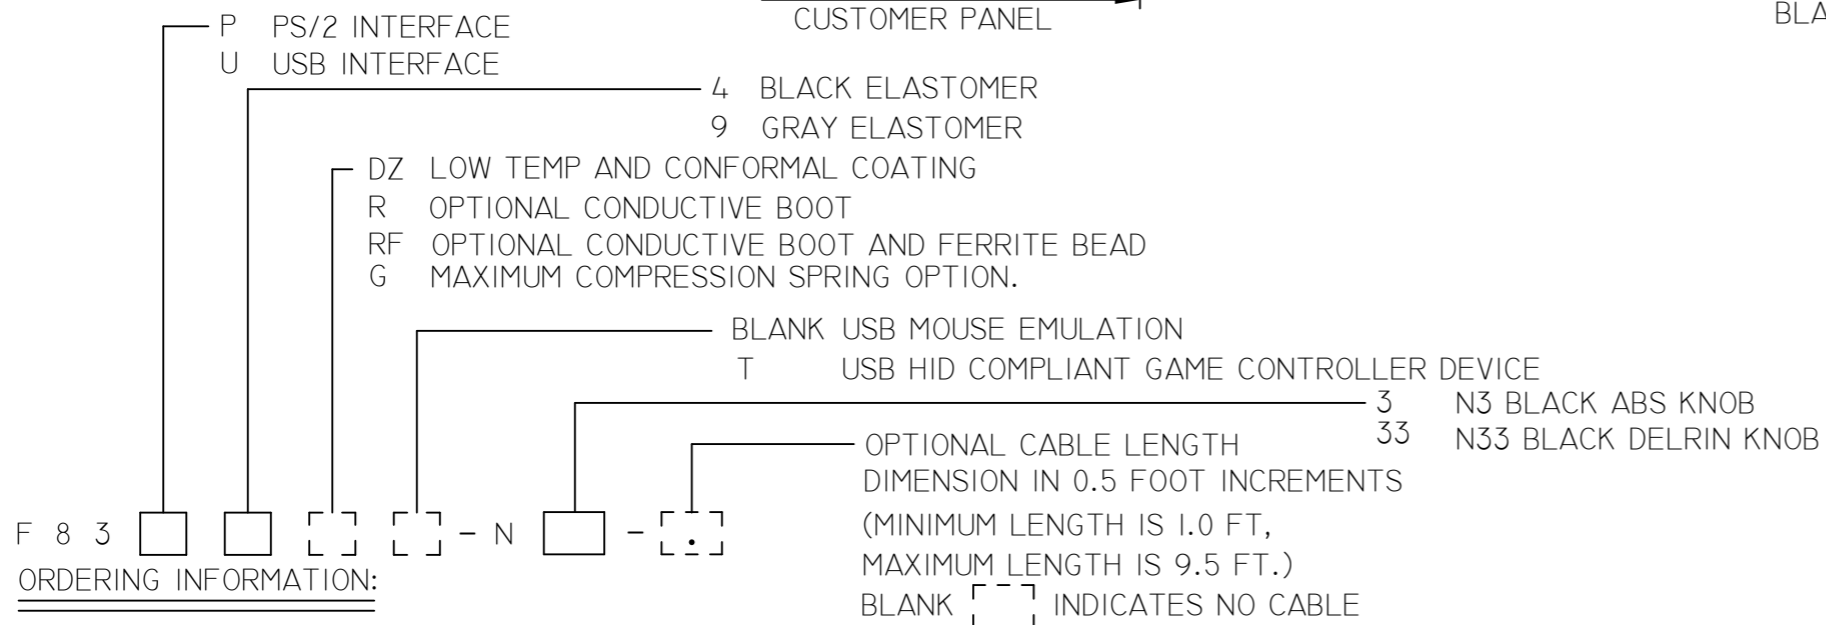 CUSTOMER PANEL
BLA
P PS/2 INTERFACE
U USB INTERFACE
4 BLACK ELASTOMER
9 GRAY ELASTOMER
DZ LOW TEMP AND CONFORMAL COATING
R OPTIONAL CONDUCTIVE BOOT
RF OPTIONAL CONDUCTIVE BOOT AND FERRITE BEAD
G MAXIMUM COMPRESSION SPRING OPTION.
BLANK USB MOUSE EMULATION
T USB HID COMPLIANT GAME CONTROLLER DEVICE
3 N3 BLACK ABS KNOB
33 N33 BLACK DELRIN KNOB
OPTIONAL CABLE LENGTH
DIMENSION IN 0.5 FOOT INCREMENTS
(MINIMUM LENGTH IS 1.0 FT,
MAXIMUM LENGTH IS 9.5 FT.)
BLANK INDICATES NO CABLE
F 8 3 - N - .
ORDERING INFORMATION: